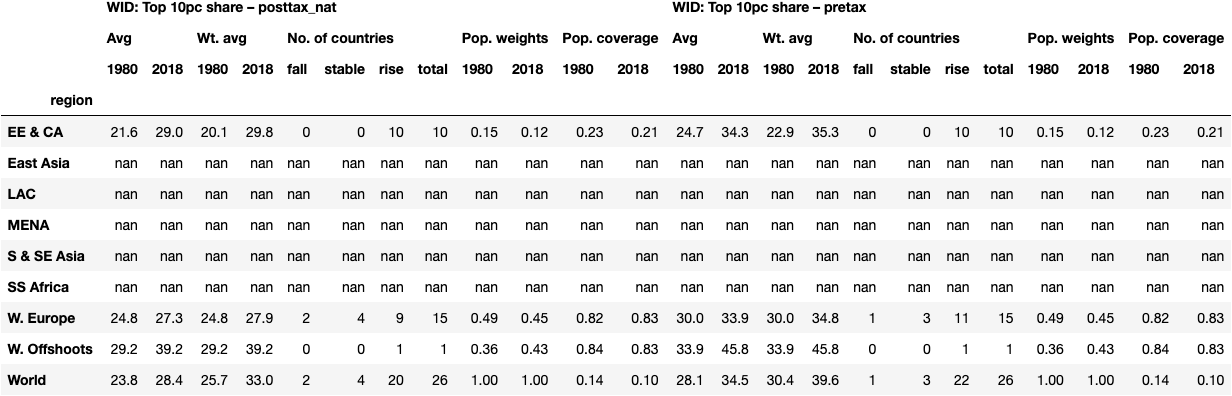 WID: Top 10pc share – posttax_nat WID: Top 10pc share – pretax
Avg Wt. avg No. of countries Pop. weights Pop. coverage Avg Wt. avg No. of countries Pop. weights Pop. coverage
1980 2018 1980 2018 fall stable rise total 1980 2018 1980 2018 1980 2018 1980 2018 fall stable rise total 1980 2018 1980 2018
region
EE & CA 21.6 29.0 20.1 29.8 0 0 10 10 0.15 0.12 0.23 0.21 24.7 34.3 22.9 35.3 0 0 10 10 0.15 0.12 0.23 0.21
East Asia nan nan nan nan nan nan nan nan nan nan nan nan nan nan nan nan nan nan nan nan nan nan nan nan
LAC nan nan nan nan nan nan nan nan nan nan nan nan nan nan nan nan nan nan nan nan nan nan nan nan
MENA nan nan nan nan nan nan nan nan nan nan nan nan nan nan nan nan nan nan nan nan nan nan nan nan
S & SE Asia nan nan nan nan nan nan nan nan nan nan nan nan nan nan nan nan nan nan nan nan nan nan nan nan
SS Africa nan nan nan nan nan nan nan nan nan nan nan nan nan nan nan nan nan nan nan nan nan nan nan nan
W. Europe 24.8 27.3 24.8 27.9 2 4 9 15 0.49 0.45 0.82 0.83 30.0 33.9 30.0 34.8 1 3 11 15 0.49 0.45 0.82 0.83
W. Offshoots 29.2 39.2 29.2 39.2 0 0 1 1 0.36 0.43 0.84 0.83 33.9 45.8 33.9 45.8 0 0 1 1 0.36 0.43 0.84 0.83
World 23.8 28.4 25.7 33.0 2 4 20 26 1.00 1.00 0.14 0.10 28.1 34.5 30.4 39.6 1 3 22 26 1.00 1.00 0.14 0.10